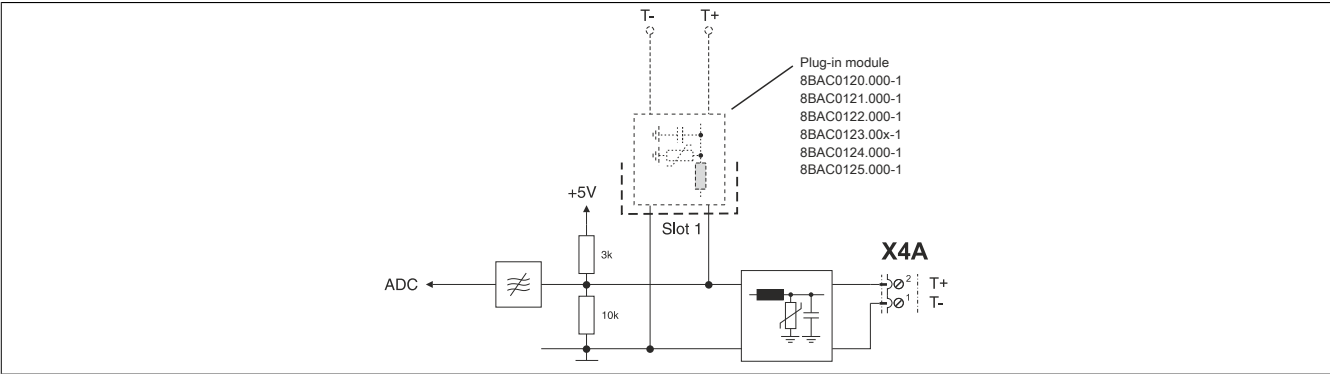 T- T+
Plug-in module
8BAC0120.000-1
8BAC0121.000-1
8BAC0122.000-1
8BAC0123.00x-1
8BAC0124.000-1
8BAC0125.000-1
+5V
Slot 1
3k
X4A
ADC
2 T+
1 T-
10k